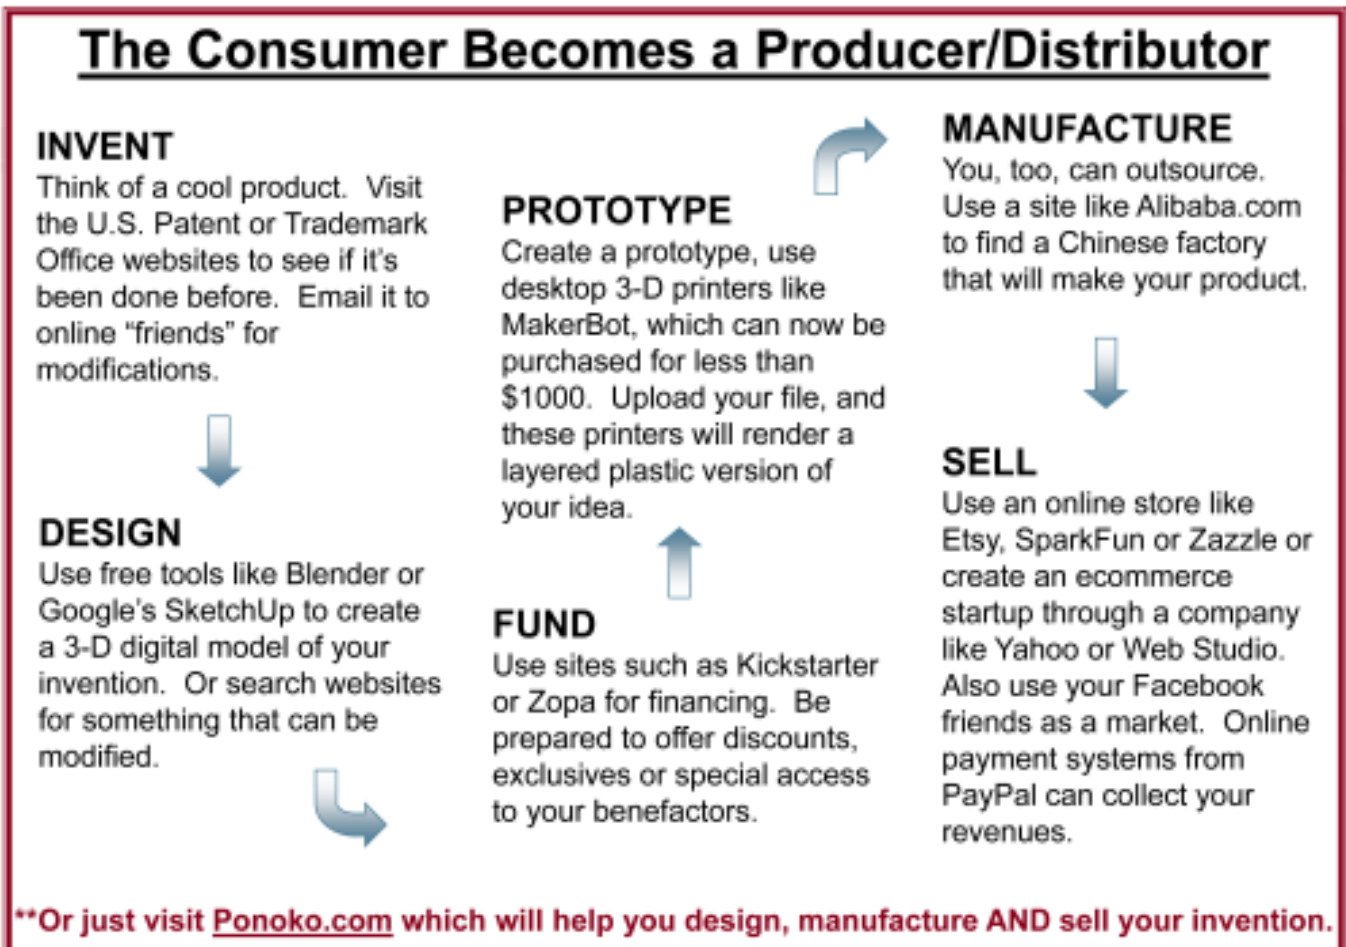 The Consumer Becomes a Producer/Distributor
INVENT
Think of a cool product.  Visit
the U.S. Patent or Trademark
Office websites to see if it's
been done before.  Email it to
online “friends” for
modifications.
DESIGN
Use free tools like Blender or
Google's SketchUp to create
a 3-D digital model of your
invention.  Or search websites
for something that can be
modified.
FUND
Use sites such as Kickstarter
or Zopa for financing.  Be
prepared to offer discounts,
exclusives or special access
to your benefactors.
PROTOTYPE
Create a prototype, use
desktop 3-D printers like
MakerBot, which can now be
purchased for less than
$1000.  Upload your file, and
these printers will render a
layered plastic version of
your idea.
MANUFACTURE
You, too, can outsource.
Use a site like Alibaba.com
to find a Chinese factory
that will make your product.
SELL
Use an online store like
Etsy, SparkFun or Zazzle or
create an ecommerce
startup through a company
like Yahoo or Web Studio.
Also use your Facebook
friends as a market.  Online
payment systems from
PayPal can collect your
revenues.
**Or just visit Ponoko.com which will help you design, manufacture AND sell your invention.